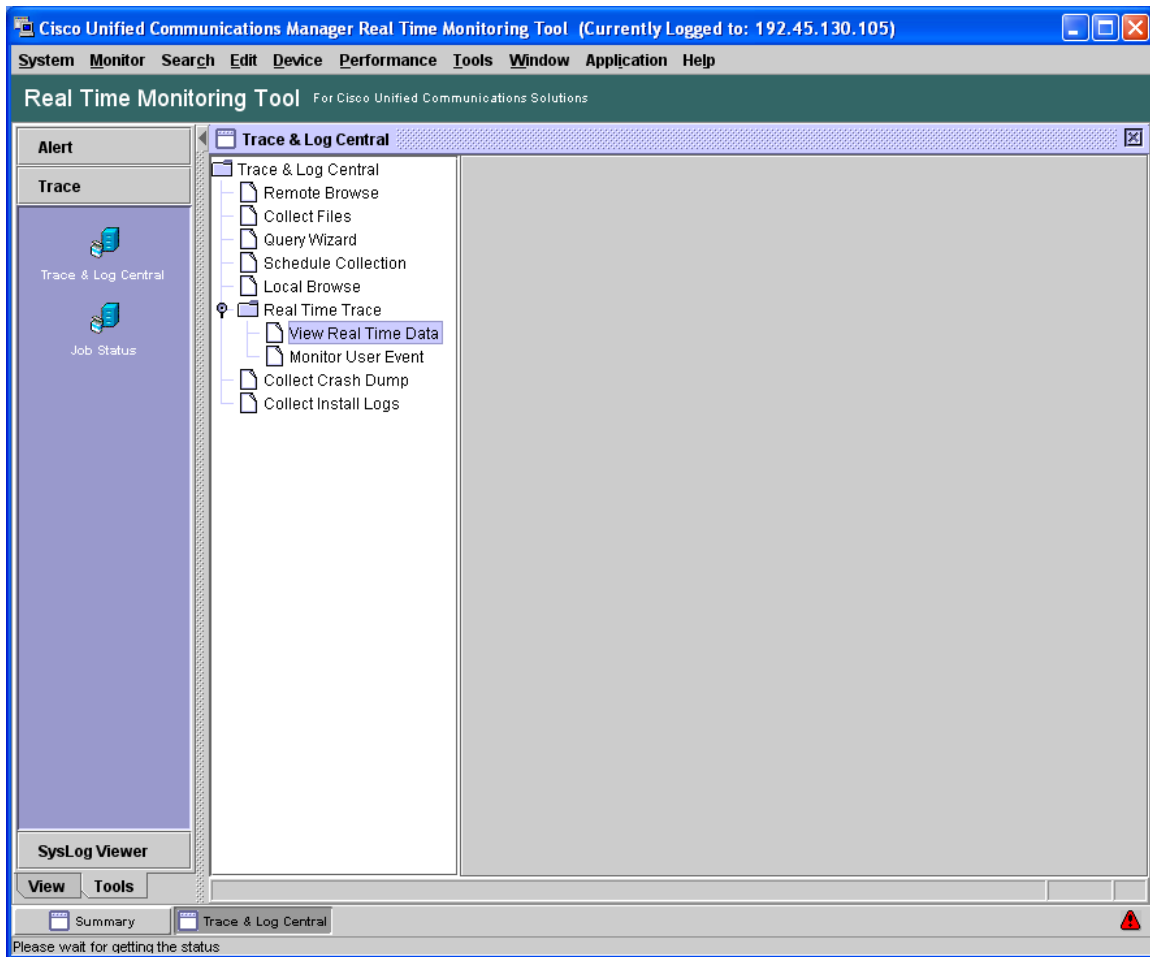 Cisco Unified Communications Manager Real Time Monitoring Tool (Currently Logged to: 192.45.130.105)
System Monitor Search Edit Device Performance Tools Window Application Help
Real Time Monitoring Tool For Cisco Unified Communications Solutions
Alert
Trace
Trace & Log Central
Job Status
SysLog Viewer
View Tools
Trace & Log Central
Trace & Log Central
Remote Browse
Collect Files
Query Wizard
Schedule Collection
Local Browse
Real Time Trace
View Real Time Data
Monitor User Event
Collect Crash Dump
Collect Install Logs
Summary Trace & Log Central
Please wait for getting the status